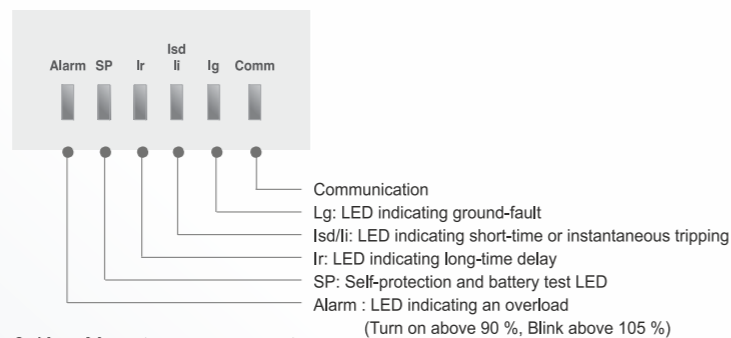 Isd
Alarm SP Ir Ii Ig Comm
Communication
Lg: LED indicating ground-fault
Isd/Ii: LED indicating short-time or instantaneous tripping
Ir: LED indicating long-time delay
SP: Self-protection and battery test LED
Alarm : LED indicating an overload
(Turn on above 90 %, Blink above 105 %)